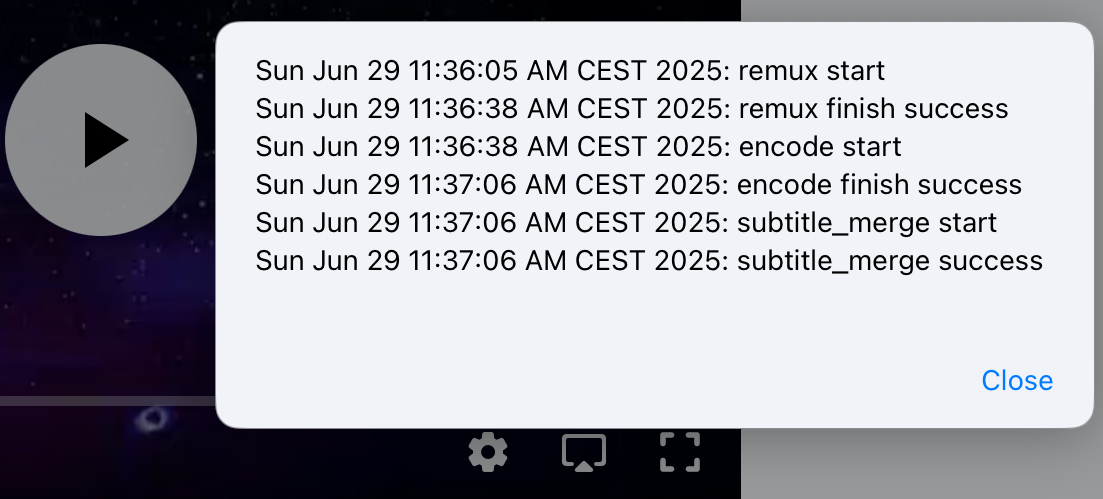 Sun Jun 29 11:36:05 AM CEST 2025: remux start
Sun Jun 29 11:36:38 AM CEST 2025: remux finish success
Sun Jun 29 11:36:38 AM CEST 2025: encode start
Sun Jun 29 11:37:06 AM CEST 2025: encode finish success
Sun Jun 29 11:37:06 AM CEST 2025: subtitle_merge start
Sun Jun 29 11:37:06 AM CEST 2025: subtitle_merge success
Close